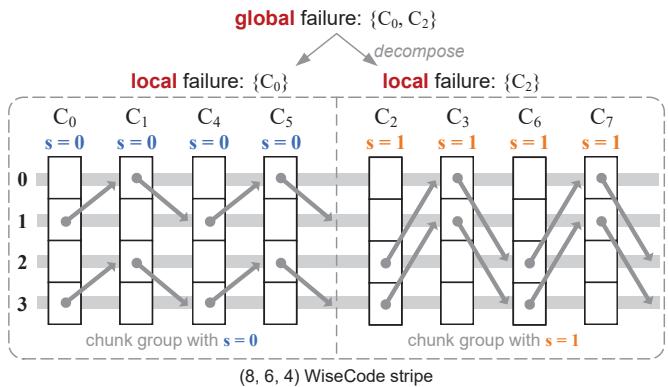 global failure: {C₀, C₂}
decompose
local failure: {C₀} local failure: {C₂}
C₀ C₁ C₄ C₅ C₂ C₃ C₆ C₇
s = 0 s = 0 s = 0 s = 0 s = 1 s = 1 s = 1 s = 1
0
1
2
3
chunk group with s = 0 chunk group with s = 1
(8, 6, 4) WiseCode stripe